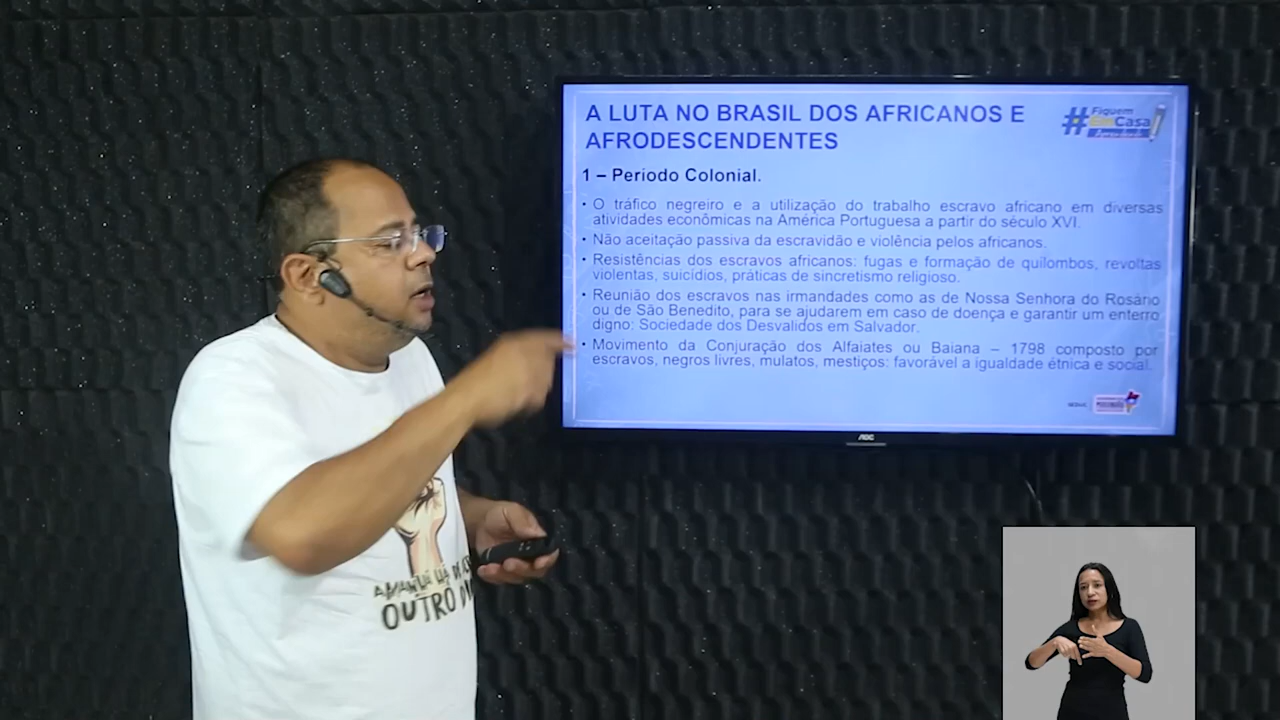 A LUTA NO BRASIL DOS AFRICANOS E
AFRODESCENDENTES
#Fiquem
EmCasa
1 – Período Colonial.
• O tráfico negreiro e a utilização do trabalho escravo africano em diversas
atividades econômicas na América Portuguesa a partir do século XVI.
• Não aceitação passiva da escravidão e violência pelos africanos.
• Resistências dos escravos africanos: fugas e formação de quilombos, revoltas
violentas, suicídios, práticas de sincretismo religioso.
• Reunião dos escravos nas irmandades como as de Nossa Senhora do Rosário
ou de São Benedito, para se ajudarem em caso de doença e garantir um enterro
digno: Sociedade dos Desvalidos em Salvador.
• Movimento da Conjuração dos Alfaiates ou Baiana – 1798 composto por
escravos, negros livres, mulatos, mestiços: favorável a igualdade étnica e social.
AOC
OUTRO